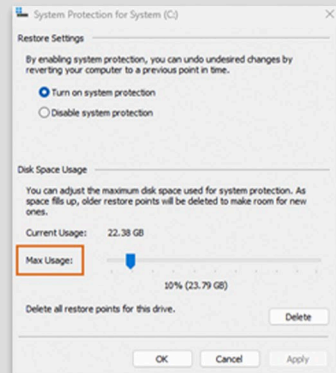 System Protection for System (C:)
Restore Settings
By enabling system protection, you can undo undesired changes by
reverting your computer to a previous point in time.
Turn on system protection
Disable system protection
Disk Space Usage
You can adjust the maximum disk space used for system protection. As
space fills up, older restore points will be deleted to make room for new
ones.
Current Usage: 22.38 GB
Max Usage:
10% (23.79 GB)
Delete all restore points for this drive.
Delete
OK Cancel Apply